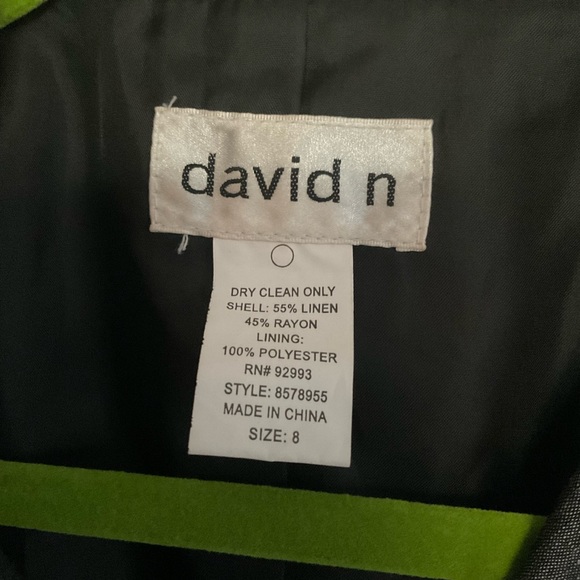 david n
DRY CLEAN ONLY
SHELL: 55% LINEN
45% RAYON
LINING:
100% POLYESTER
RN# 92993
STYLE: 8578955
MADE IN CHINA
SIZE: 8